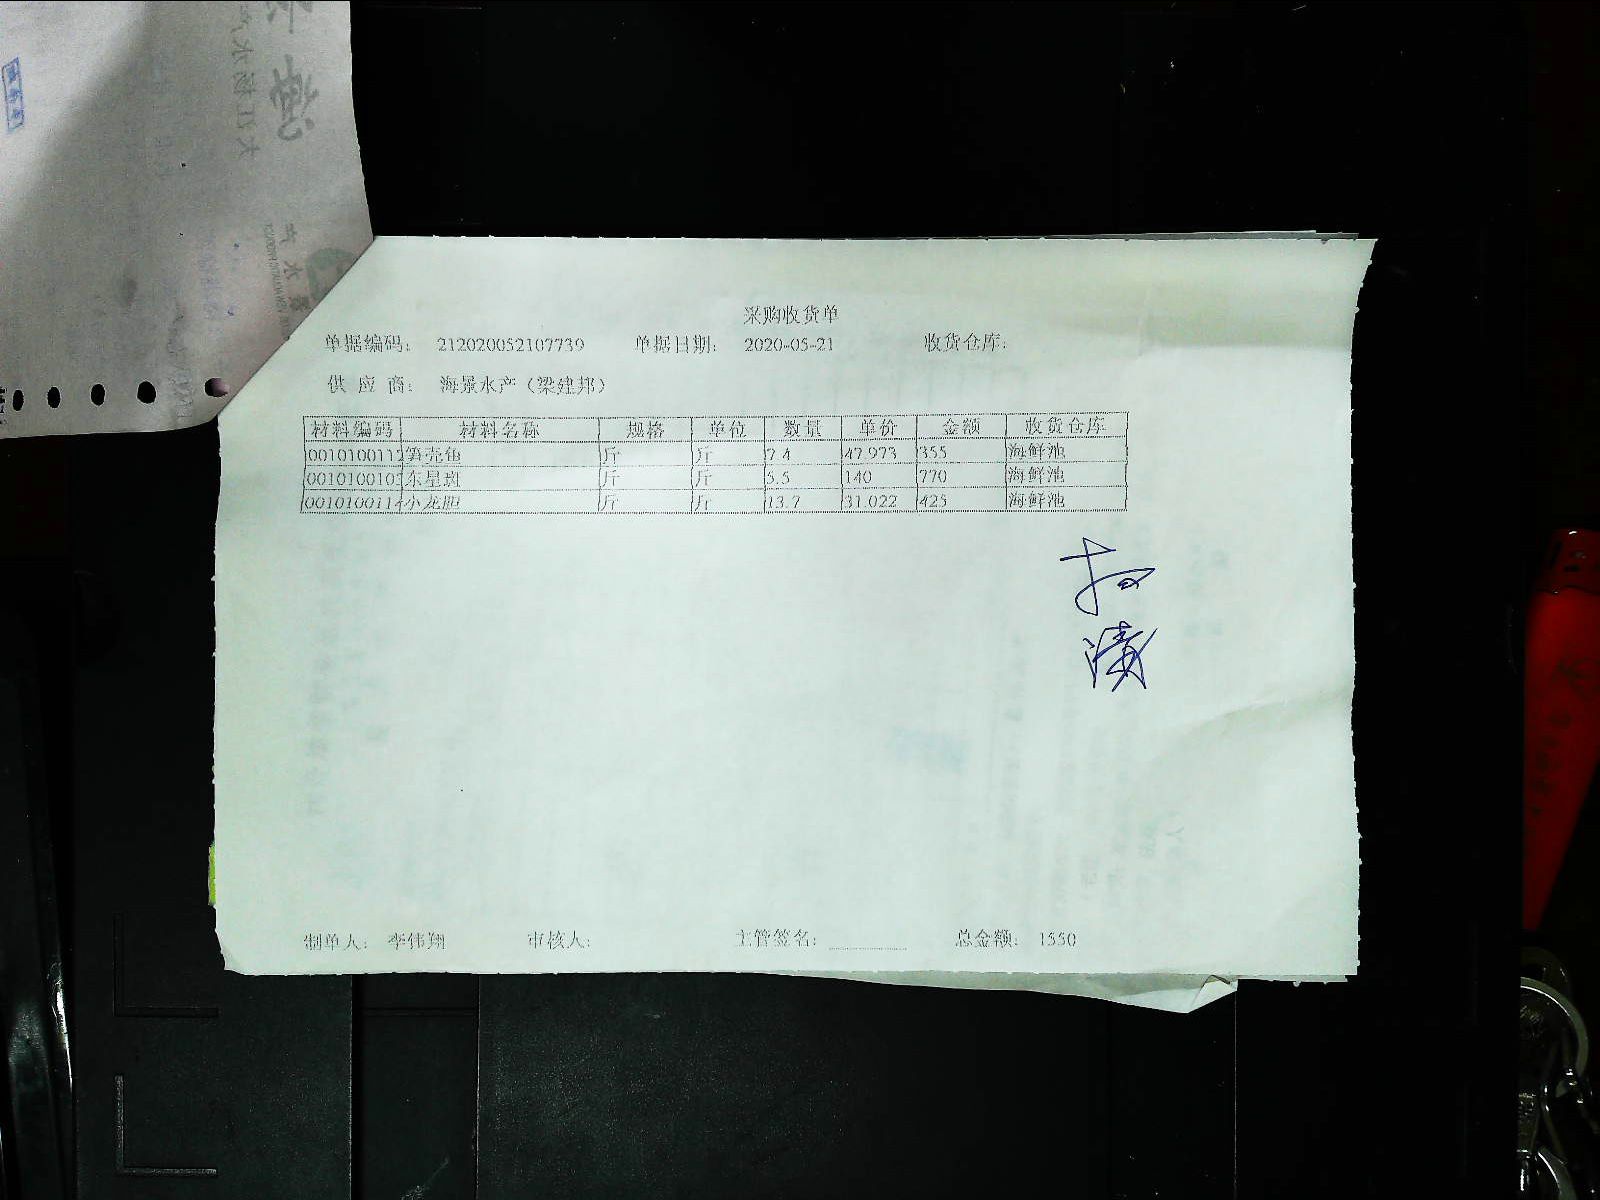 采购收货单
单据编码: 212020052107739 单据日期: 2020-05-21 收货仓库:
供应商: 海景水产（梁建邦）
材料编码 材料名称 规格 单位 数量 单价 金额 收货仓库
0010100112 笋壳鱼 斤 斤 7.4 47.973 355 海鲜池
001010010 东星斑 斤 斤 5.5 140 770 海鲜池
001010011 小龙胆 斤 斤 13.7 31.022 425 海鲜池
制单人: 李伟翔 审核人: 主管签名: 总金额: 1550